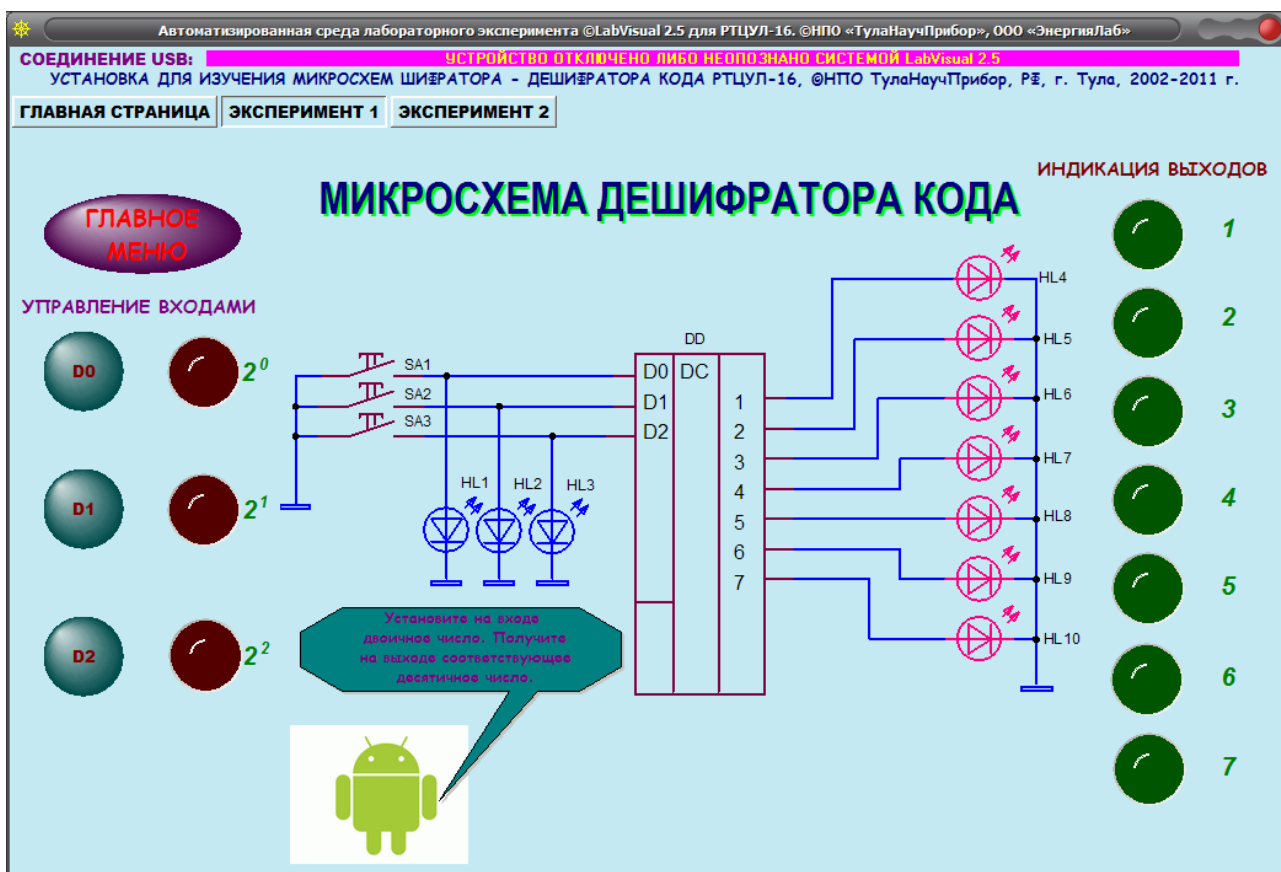 Автоматизированная среда лабораторного эксперимента ©LabVisual 2.5 для РТЦУЛ-16. ©НПО «ТулаНаучПрибор», ООО «ЭнергияЛаб»
СОЕДИНЕНИЕ USB: УСТРОЙСТВО ОТКЛЮЧЕНО ЛИБО НЕОПОЗНАНО СИСТЕМОЙ LabVisual 2.5
УСТАНОВКА ДЛЯ ИЗУЧЕНИЯ МИКРОСХЕМ ШИФРАТОРА - ДЕШИФРАТОРА КОДА РТЦУЛ-16, @НПО ТулаНаучПрибор, РФ, г. Тула, 2002-2011 г.
ГЛАВНАЯ СТРАНИЦА ЭКСПЕРИМЕНТ 1 ЭКСПЕРИМЕНТ 2
МИКРОСХЕМА ДЕШИФРАТОРА КОДА
ГЛАВНОЕ
МЕНЮ
УПРАВЛЕНИЕ ВХОДАМИ
D0 2⁰
D1 2¹
D2 2²
SA1
SA2
SA3
HL1 HL2 HL3
DD
D0 DC
D1
D2
1
2
3
4
5
6
7
HL4
HL5
HL6
HL7
HL8
HL9
HL10
Установите на входе
двоичное число. Получите
на выходе соответствующее
десятичное число.
ИНДИКАЦИЯ ВЫХОДОВ
1
2
3
4
5
6
7